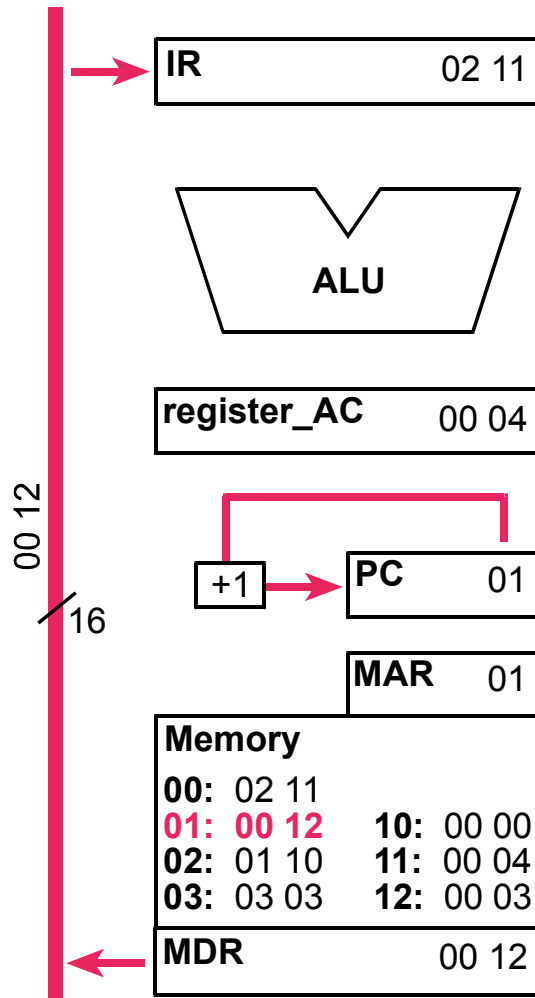 IR 02 11
ALU
register_AC 00 04
00 12
+1
PC 01
16
MAR 01
Memory
00: 02 11
01: 00 12 10: 00 00
02: 01 10 11: 00 04
03: 03 03 12: 00 03
MDR 00 12